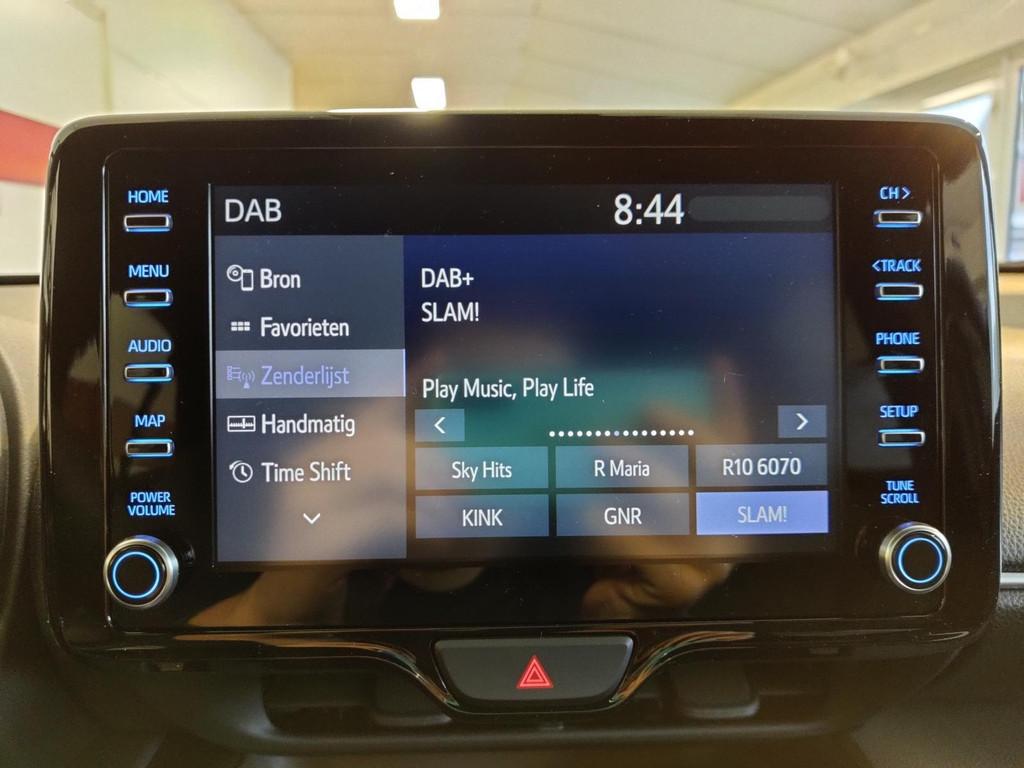 HOME
MENU
AUDIO
MAP
POWER
VOLUME
DAB
8:44
Bron
Favorieten
Zenderlijst
Handmatig
Time Shift
DAB+
SLAM!
Play Music, Play Life
<
>
Sky Hits
R Maria
R10 6070
KINK
GNR
SLAM!
CH >
<TRACK
PHONE
SETUP
TUNE
SCROLL